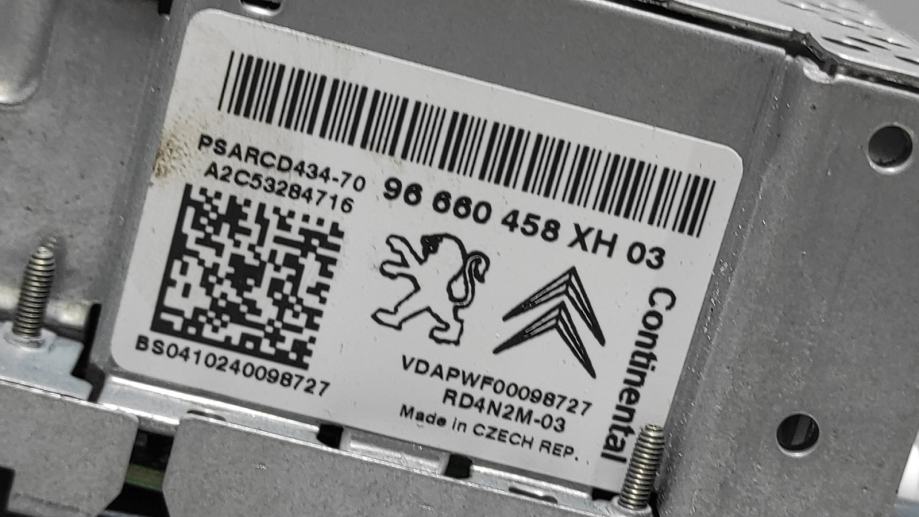 PSARCD434-70
A2C53284716
96 660 458 XH 03
BS0410240098727
VDAPWF00098727
RD4N2M-03
Made in CZECH REP.
Continental